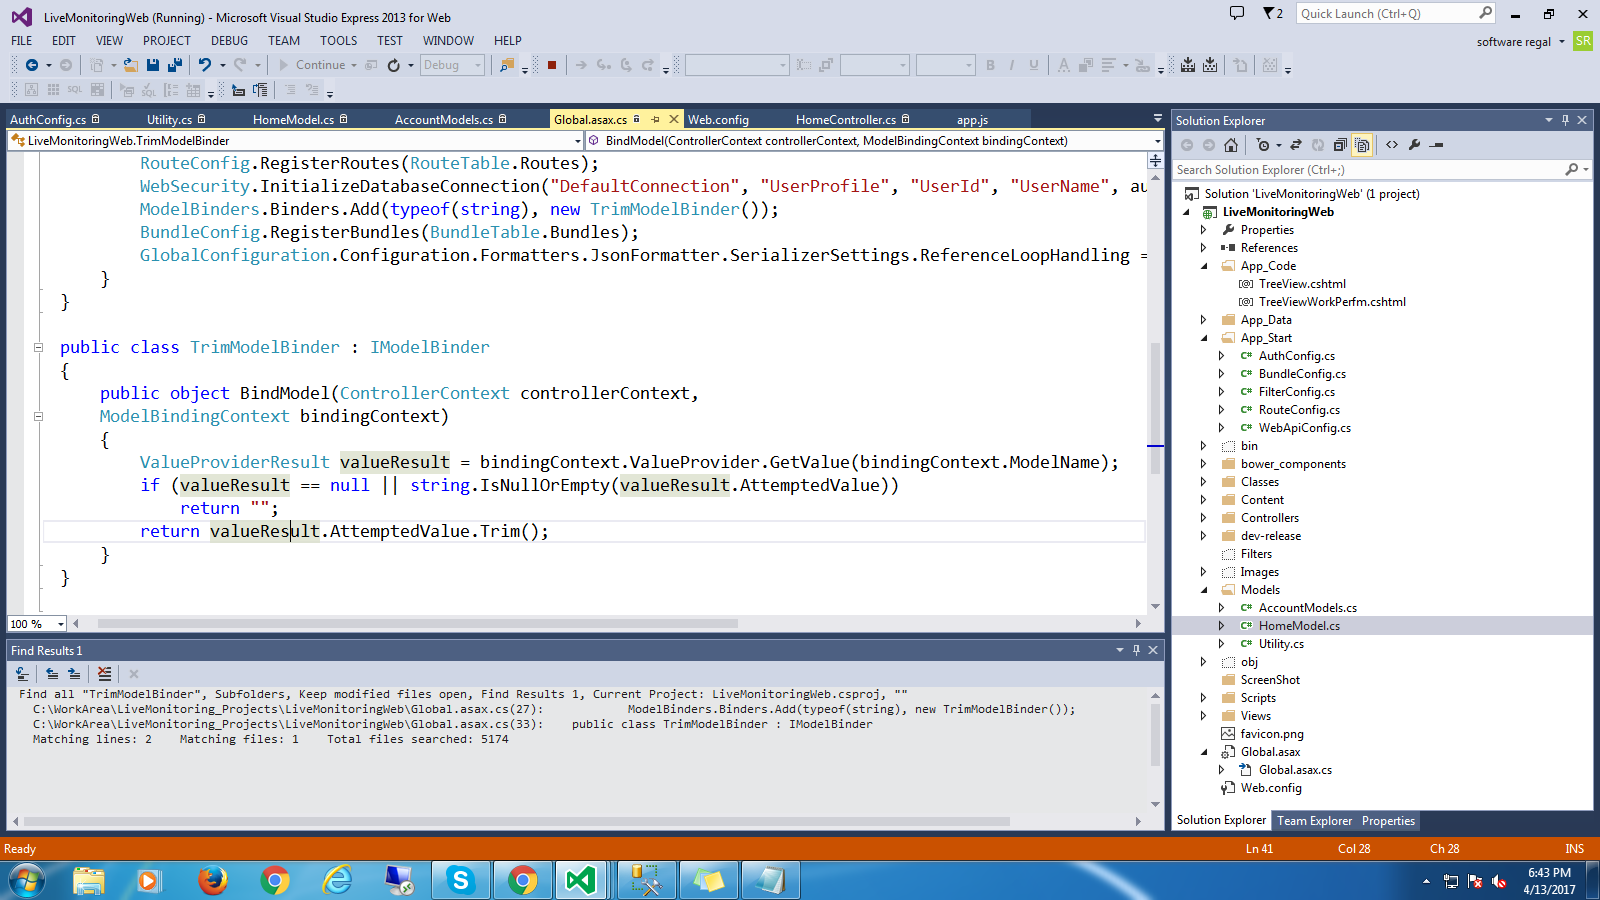 LiveMonitoringWeb (Running) - Microsoft Visual Studio Express 2013 for Web
2
Quick Launch (Ctrl+Q)
FILE EDIT VIEW PROJECT DEBUG TEAM TOOLS TEST WINDOW HELP
software regal SR
Continue Debug
SQL SQL
AuthConfig.cs Utility.cs HomeModel.cs AccountModels.cs Global.asax.cs Web.config HomeController.cs app.js
LiveMonitoringWeb.TrimModelBinder BindModel(ControllerContext controllerContext, ModelBindingContext bindingContext)
RouteConfig.RegisterRoutes(RouteTable.Routes);
WebSecurity.InitializeDatabaseConnection("DefaultConnection", "UserProfile", "UserId", "UserName", au
ModelBinders.Binders.Add(typeof(string), new TrimModelBinder());
BundleConfig.RegisterBundles(BundleTable.Bundles);
GlobalConfiguration.Configuration.Formatters.JsonFormatter.SerializerSettings.ReferenceLoopHandling =
}
}
public class TrimModelBinder : IModelBinder
{
public object BindModel(ControllerContext controllerContext,
ModelBindingContext bindingContext)
{
ValueProviderResult valueResult = bindingContext.ValueProvider.GetValue(bindingContext.ModelName);
if (valueResult == null || string.IsNullOrEmpty(valueResult.AttemptedValue))
return "";
return valueResult.AttemptedValue.Trim();
}
}
100 %
Find Results 1
Find all "TrimModelBinder", Subfolders, Keep modified files open, Find Results 1, Current Project: LiveMonitoringWeb.csproj, ""
C:\WorkArea\LiveMonitoring_Projects\LiveMonitoringWeb\Global.asax.cs(27): ModelBinders.Binders.Add(typeof(string), new TrimModelBinder());
C:\WorkArea\LiveMonitoring_Projects\LiveMonitoringWeb\Global.asax.cs(33): public class TrimModelBinder : IModelBinder
Matching lines: 2 Matching files: 1 Total files searched: 5174
Solution Explorer
Search Solution Explorer (Ctrl+;)
Solution 'LiveMonitoringWeb' (1 project)
LiveMonitoringWeb
Properties
References
App_Code
TreeView.cshtml
TreeViewWorkPerfm.cshtml
App_Data
App_Start
C# AuthConfig.cs
C# BundleConfig.cs
C# FilterConfig.cs
C# RouteConfig.cs
C# WebApiConfig.cs
bin
bower_components
Classes
Content
Controllers
dev-release
Filters
Images
Models
C# AccountModels.cs
C# HomeModel.cs
C# Utility.cs
obj
ScreenShot
Scripts
Views
favicon.png
Global.asax
Global.asax.cs
Web.config
Solution Explorer Team Explorer Properties
Ready Ln 41 Col 28 Ch 28 INS
6:43 PM
4/13/2017